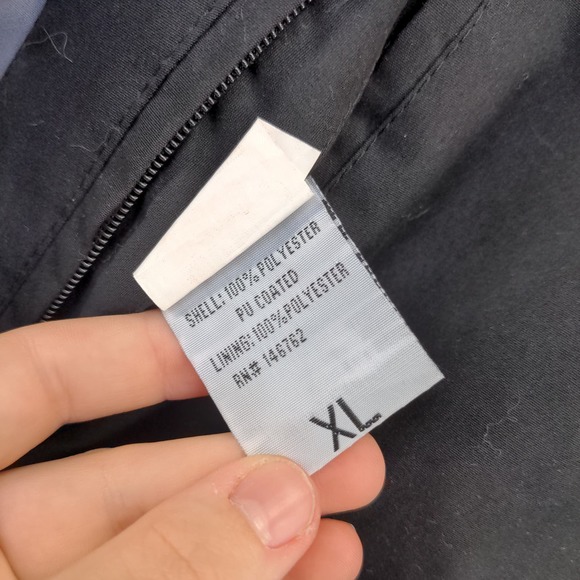 SHELL: 100% POLYESTER
PU COATED
LINING: 100% POLYESTER
RN# 146762
XL